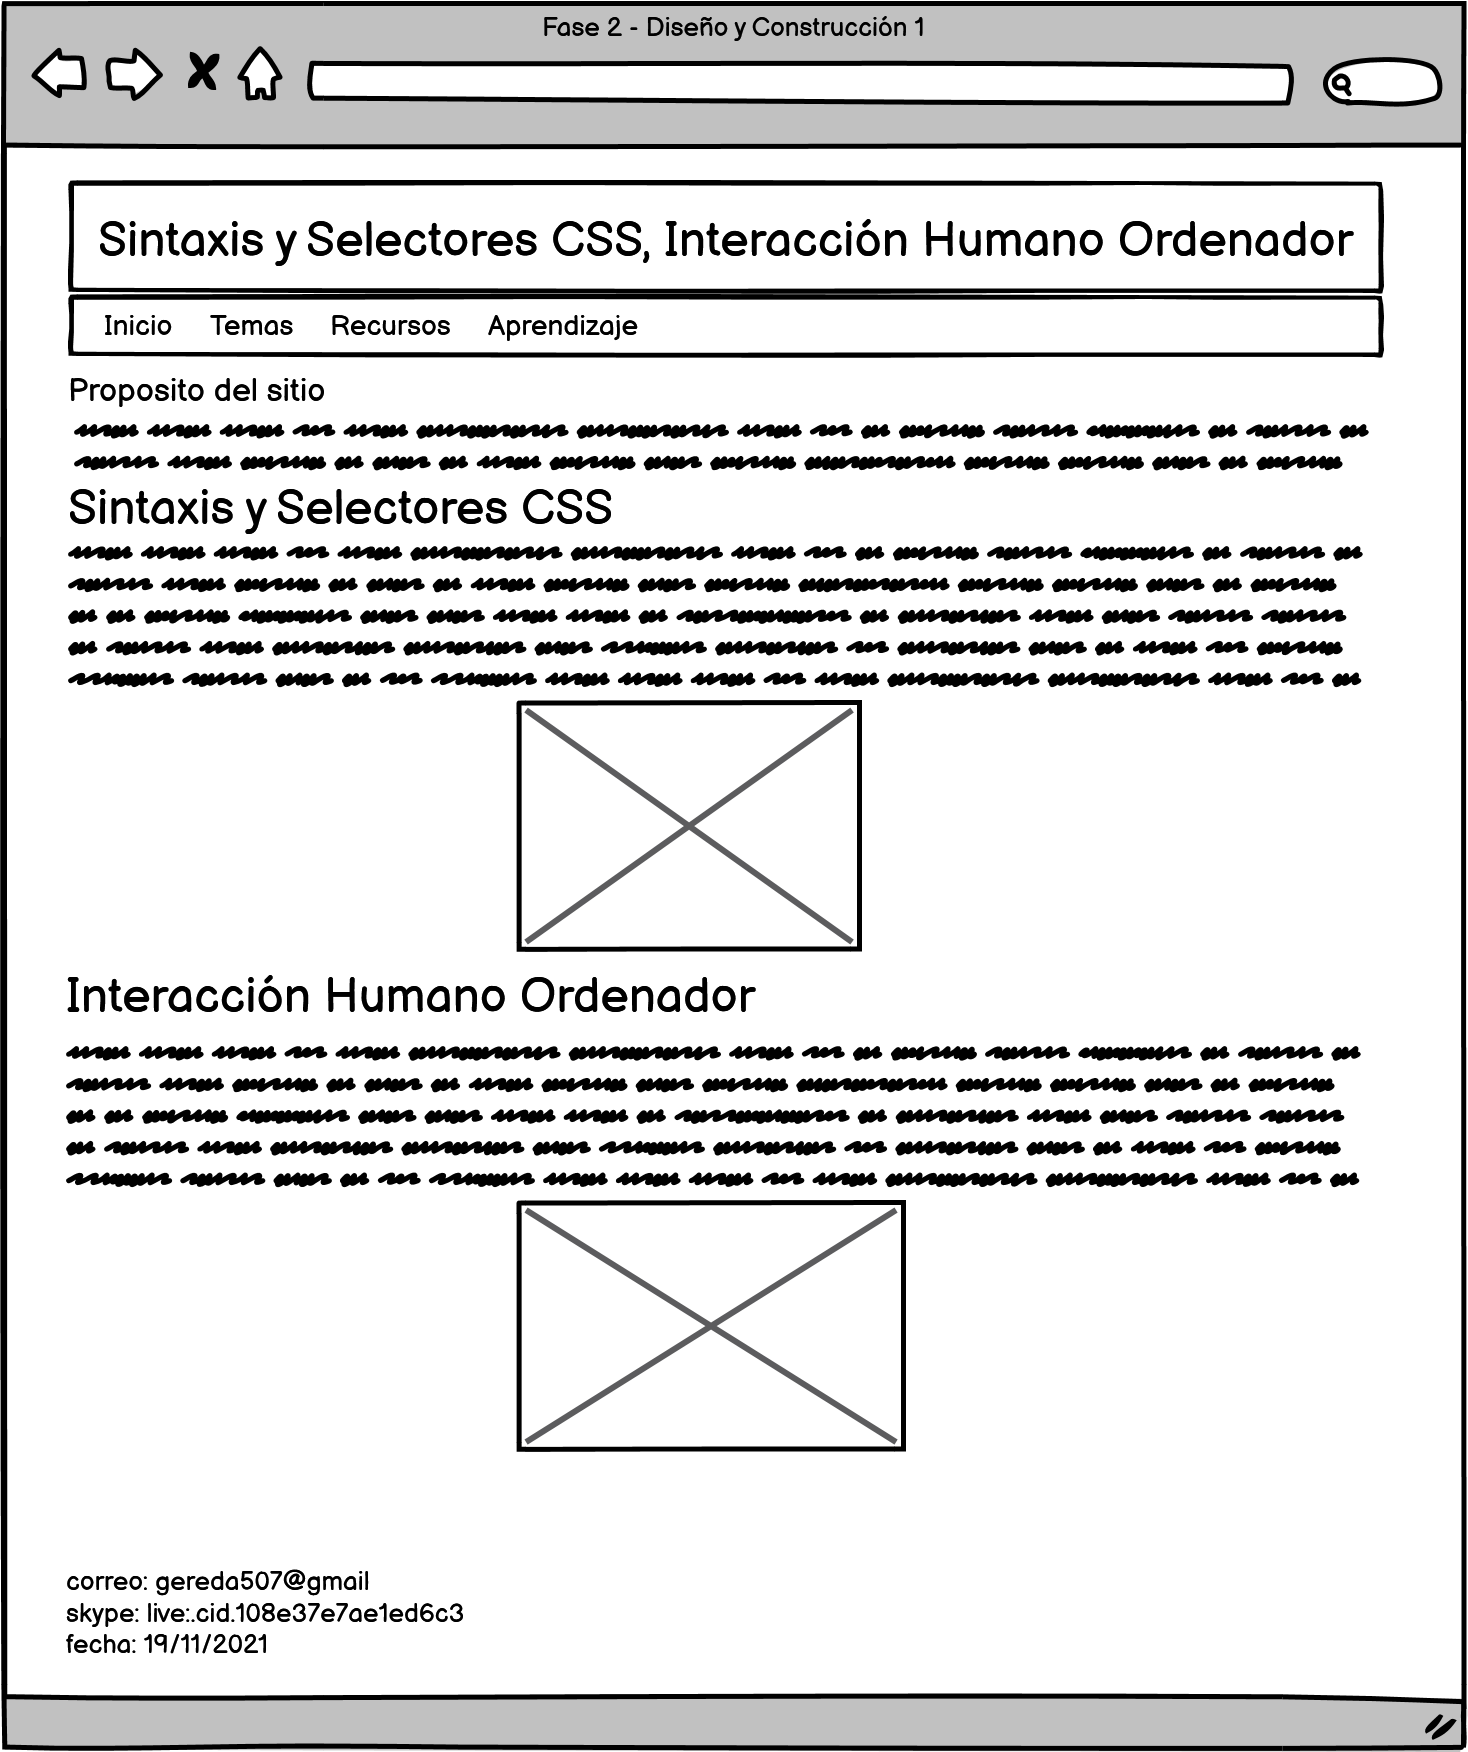 Fase 2 - Diseño y Construcción 1
Sintaxis y Selectores CSS, Interacción Humano Ordenador
Inicio Temas Recursos Aprendizaje
Proposito del sitio
Sintaxis y Selectores CSS
Interacción Humano Ordenador
correo: gereda507@gmail
skype: live:.cid.108e37e7ae1ed6c3
fecha: 19/11/2021